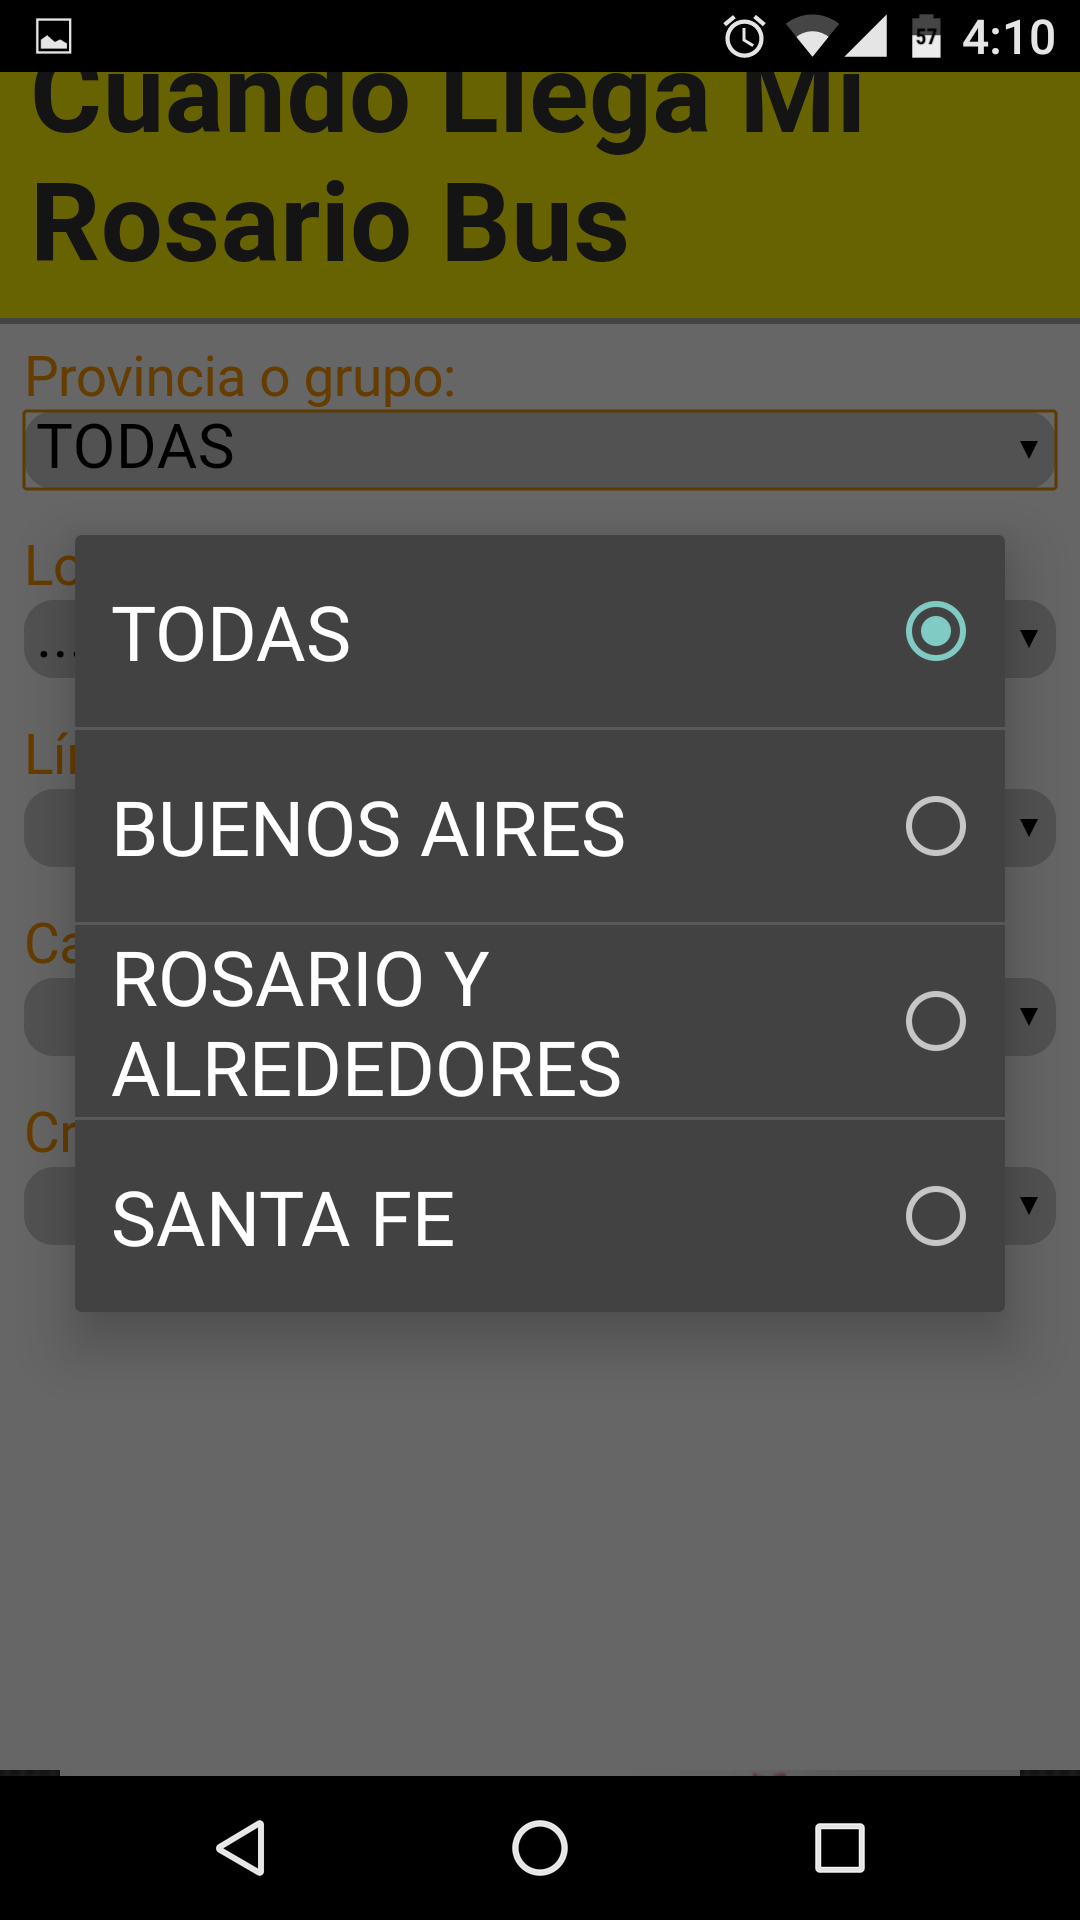 57 4:10
Cuando Llega Mi
Rosario Bus
Provincia o grupo:
TODAS
Lo
...
TODAS
Lí
BUENOS AIRES
Ca
ROSARIO Y
ALREDEDORES
Cr
SANTA FE